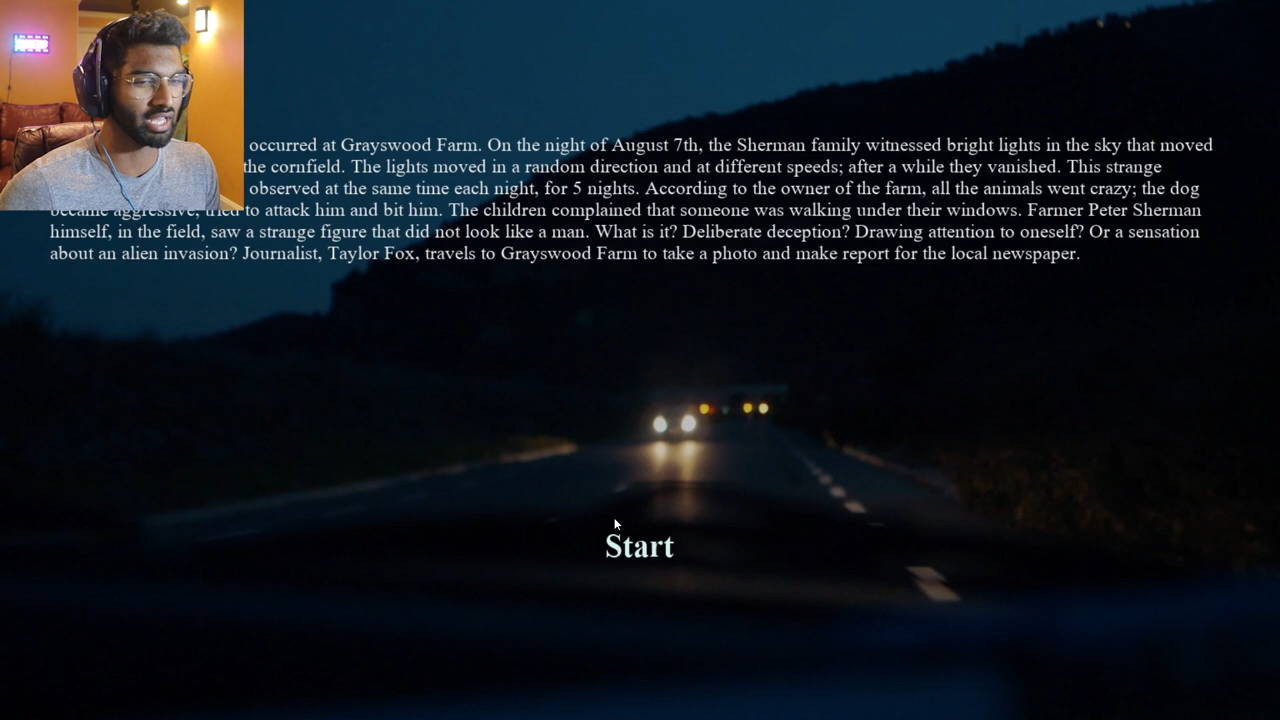 occurred at Grayswood Farm. On the night of August 7th, the Sherman family witnessed bright lights in the sky that moved
the cornfield. The lights moved in a random direction and at different speeds; after a while they vanished. This strange
observed at the same time each night, for 5 nights. According to the owner of the farm, all the animals went crazy; the dog
became aggressive, tried to attack him and bit him. The children complained that someone was walking under their windows. Farmer Peter Sherman
himself, in the field, saw a strange figure that did not look like a man. What is it? Deliberate deception? Drawing attention to oneself? Or a sensation
about an alien invasion? Journalist, Taylor Fox, travels to Grayswood Farm to take a photo and make report for the local newspaper.
Start